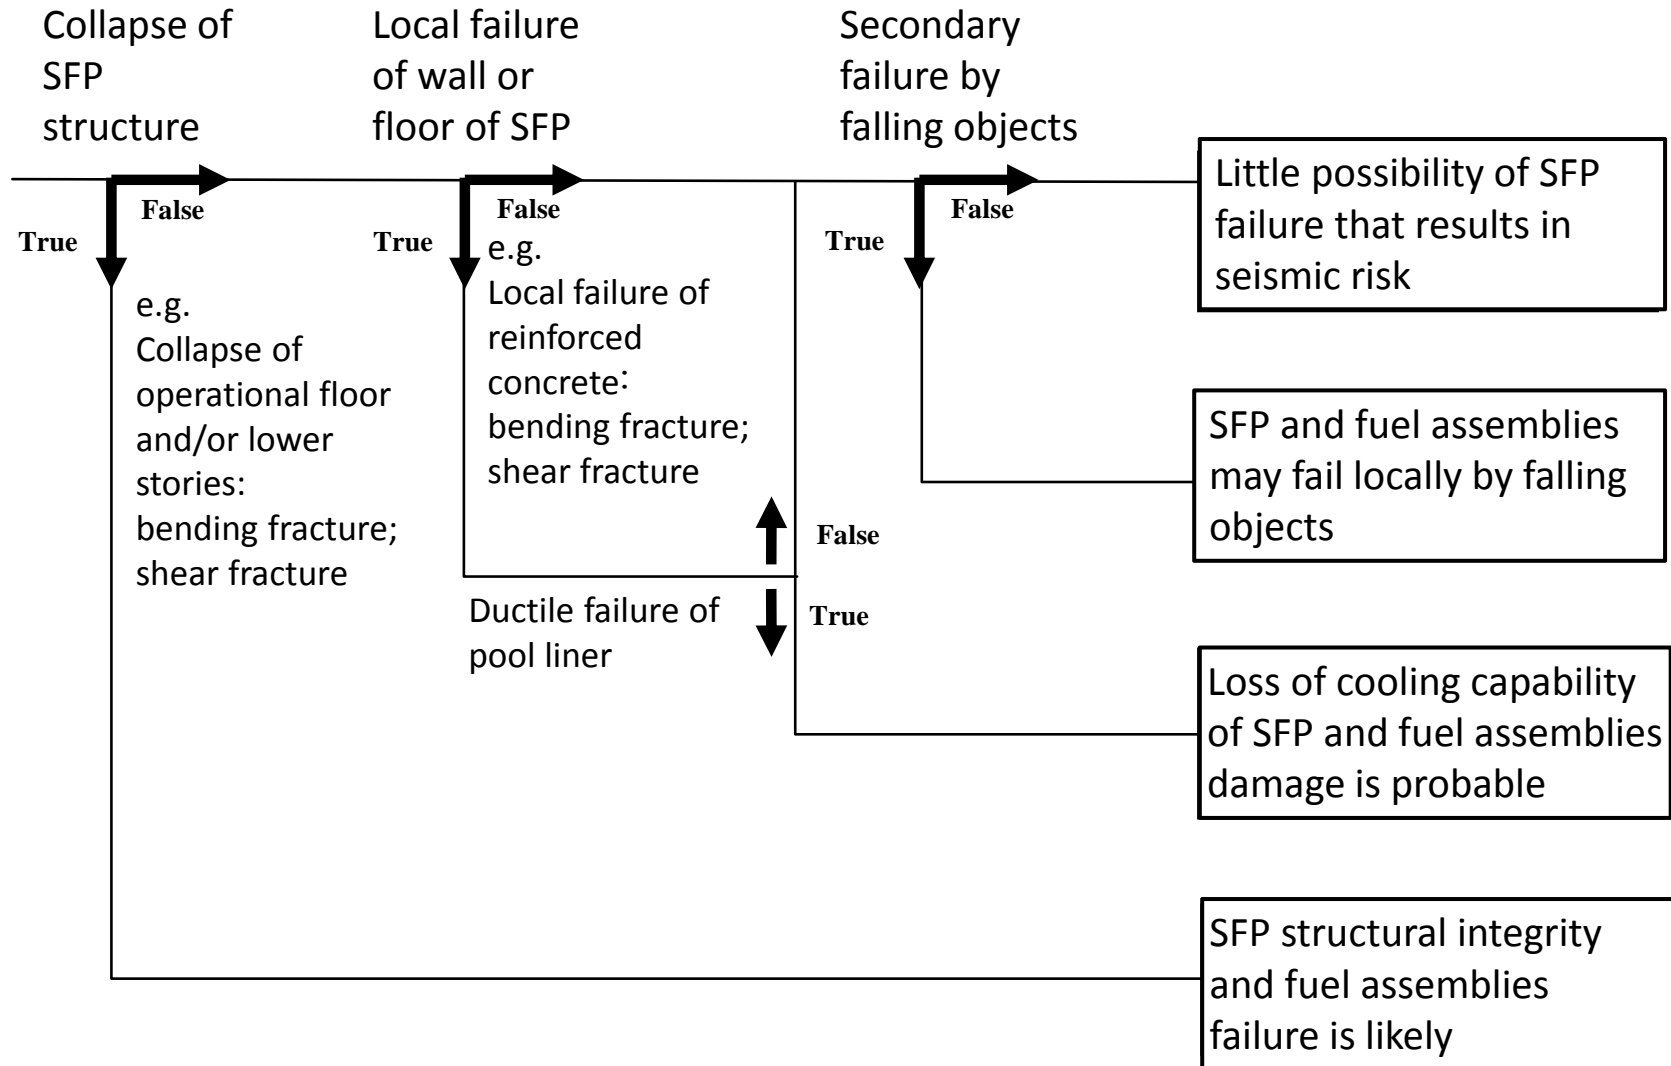 Collapse of
SFP
structure
Local failure
of wall or
floor of SFP
Secondary
failure by
falling objects
True
False
e.g.
Collapse of
operational floor
and/or lower
stories:
bending fracture;
shear fracture
True
False
e.g.
Local failure of
reinforced
concrete:
bending fracture;
shear fracture
False
True
Ductile failure of
pool liner
True
False
Little possibility of SFP
failure that results in
seismic risk
SFP and fuel assemblies
may fail locally by falling
objects
Loss of cooling capability
of SFP and fuel assemblies
damage is probable
SFP structural integrity
and fuel assemblies
failure is likely